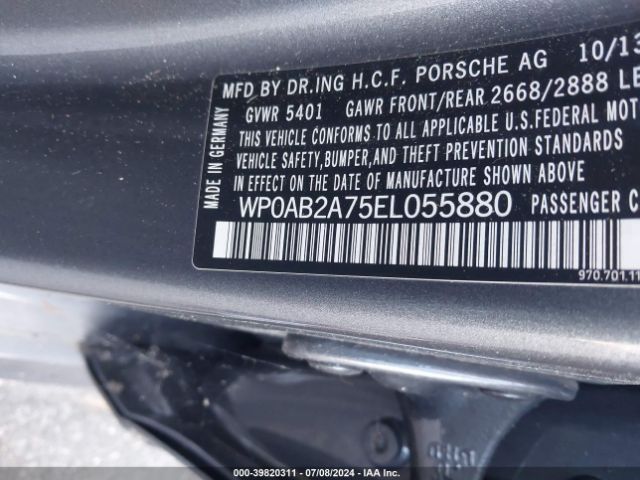 MFD BY DR.ING H.C.F. PORSCHE AG 10/13
GVWR 5401 GAWR FRONT/REAR 2668/2888 LB
THIS VEHICLE CONFORMS TO ALL APPLICABLE U.S.FEDERAL MOT
VEHICLE SAFETY,BUMPER,AND THEFT PREVENTION STANDARDS
IN EFFECT ON THE DATE OF MANUFACTURE SHOWN ABOVE
WP0AB2A75EL055880 PASSENGER C
MADE IN GERMANY
970.701.11
000-39820311 - 07/08/2024 - IAA Inc.